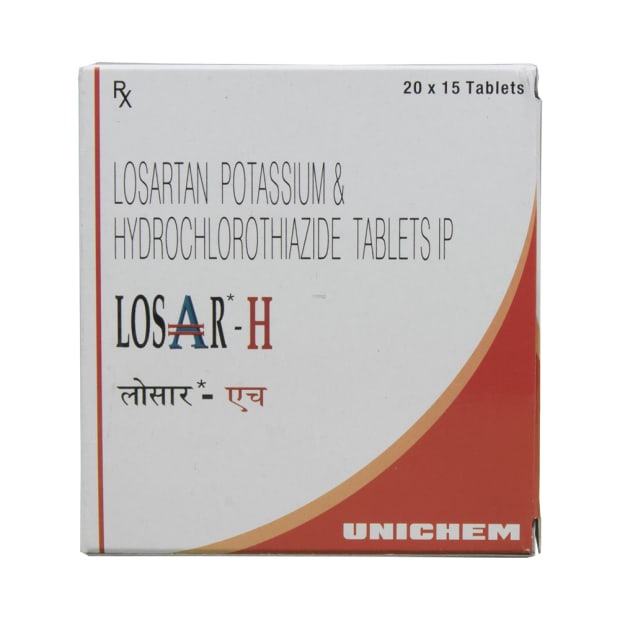 Rx
20 x 15 Tablets
LOSARTAN POTASSIUM &
HYDROCHLOROTHIAZIDE TABLETS IP
LOSAR*-H
लोसार*- एच
UNICHEM